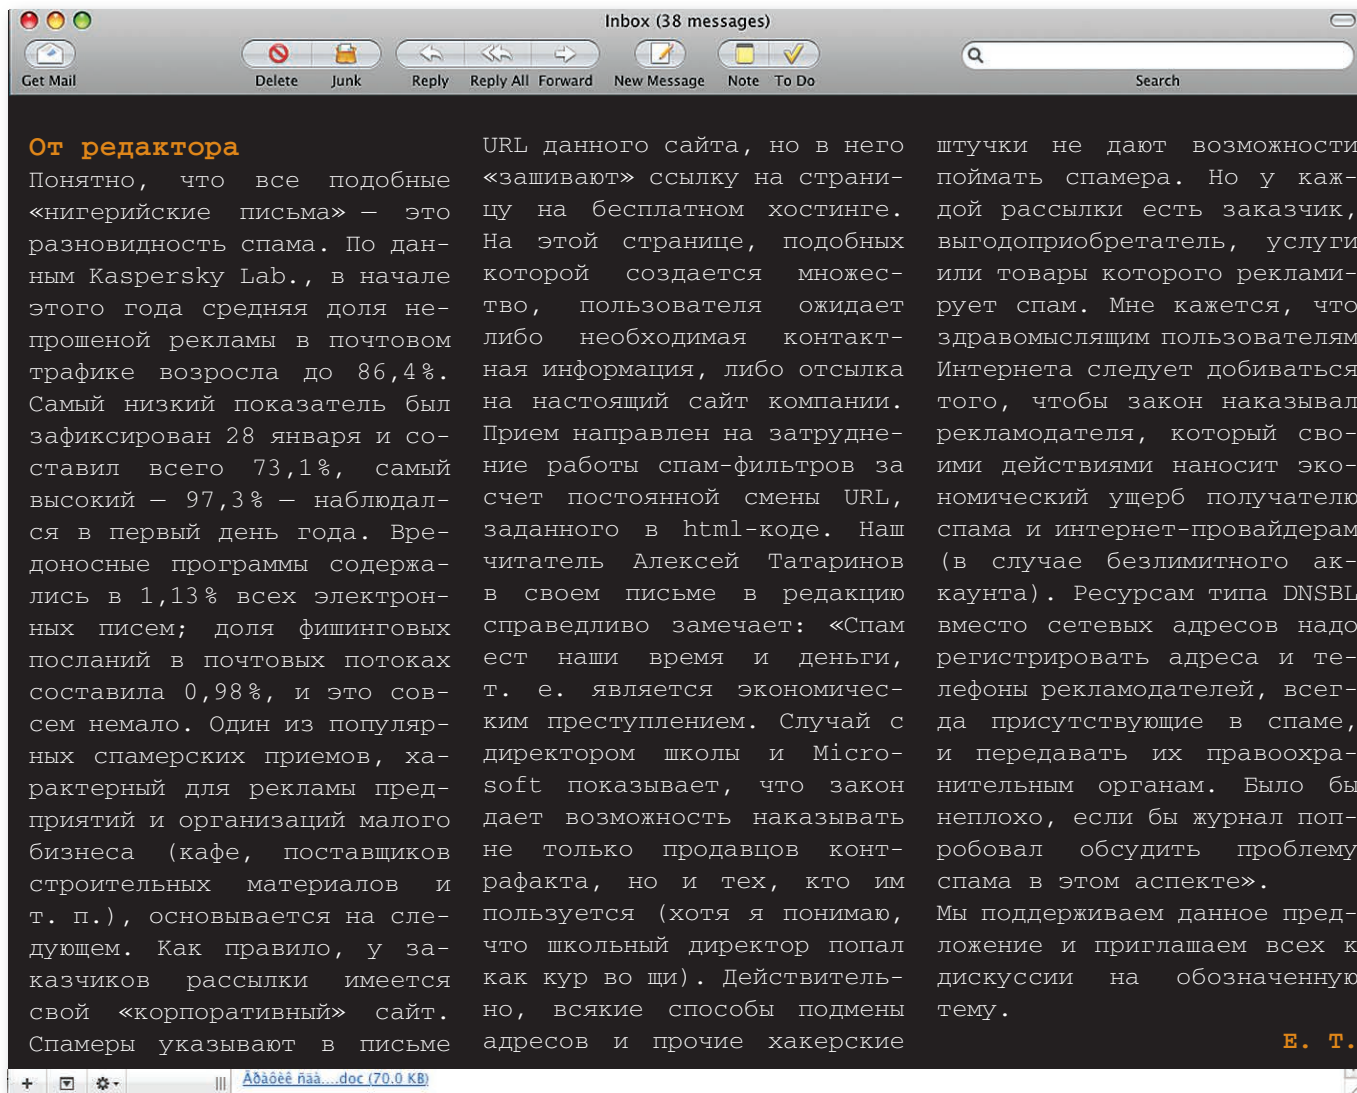 Inbox (38 messages)
Get Mail
Delete Junk Reply Reply All Forward New Message Note To Do Search
От редактора
Понятно, что все подобные
«нигерийские письма» — это
разновидность спама. По дан-
ным Kaspersky Lab., в начале
этого года средняя доля не-
прошеной рекламы в почтовом
трафике возросла до 86,4%.
Самый низкий показатель был
зафиксирован 28 января и со-
ставил всего 73,1%, самый
высокий — 97,3% — наблюдал-
ся в первый день года. Вре-
доносные программы содержа-
лись в 1,13% всех электрон-
ных писем; доля фишинговых
посланий в почтовых потоках
составила 0,98%, и это сов-
сем немало. Один из популяр-
ных спамерских приемов, ха-
рактерный для рекламы пред-
приятий и организаций малого
бизнеса (кафе, поставщиков
строительных материалов и
т. п.), основывается на сле-
дующем. Как правило, у за-
казчиков рассылки имеется
свой «корпоративный» сайт.
Спамеры указывают в письме
URL данного сайта, но в него
«зашивают» ссылку на страни-
цу на бесплатном хостинге.
На этой странице, подобных
которой создается множес-
тво, пользователя ожидает
либо необходимая контакт-
ная информация, либо отсылка
на настоящий сайт компании.
Прием направлен на затрудне-
ние работы спам-фильтров за
счет постоянной смены URL,
заданного в html-коде. Наш
читатель Алексей Татаринов
в своем письме в редакцию
справедливо замечает: «Спам
ест наши время и деньги,
т. е. является экономичес-
ким преступлением. Случай с
директором школы и Micro-
soft показывает, что закон
дает возможность наказывать
не только продавцов конт-
рафакта, но и тех, кто им
пользуется (хотя я понимаю,
что школьный директор попал
как кур во щи). Действитель-
но, всякие способы подмены
адресов и прочие хакерские
штучки не дают возможности
поймать спамера. Но у каж-
дой рассылки есть заказчик,
выгодоприобретатель, услуги
или товары которого реклами-
рует спам. Мне кажется, что
здравомыслящим пользователям
Интернета следует добиваться
того, чтобы закон наказывал
рекламодателя, который сво-
ими действиями наносит эко-
номический ущерб получателю
спама и интернет-провайдерам
(в случае безлимитного ак-
каунта). Ресурсам типа DNSBL
вместо сетевых адресов надо
регистрировать адреса и те-
лефоны рекламодателей, всег-
да присутствующие в спаме,
и передавать их правоохра-
нительным органам. Было бы
неплохо, если бы журнал поп-
робовал обсудить проблему
спама в этом аспекте».
Мы поддерживаем данное пред-
ложение и приглашаем всех к
дискуссии на обозначенную
тему.
Е. Т.
Äðàôèê ñàà....doc (70.0 KB)